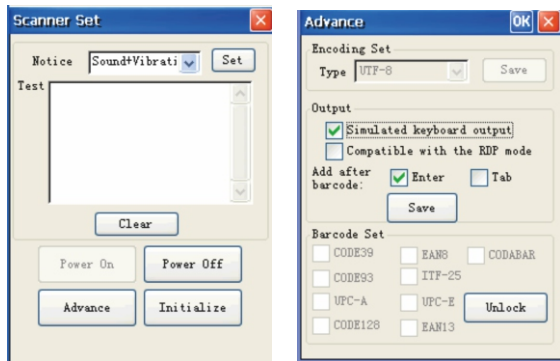 Scanner Set
Notice Sound+Vibrati Set
Test
Clear
Power On Power Off
Advance Initialize
Advance OK
Encoding Set
Type UTF-8 Save
Output
Simulated keyboard output
Compatible with the RDP mode
Add after
barcode: Enter Tab
Save
Barcode Set
CODE39 EAN8 CODABAR
CODE93 ITF-25
UPC-A UPC-E Unlock
CODE128 EAN13